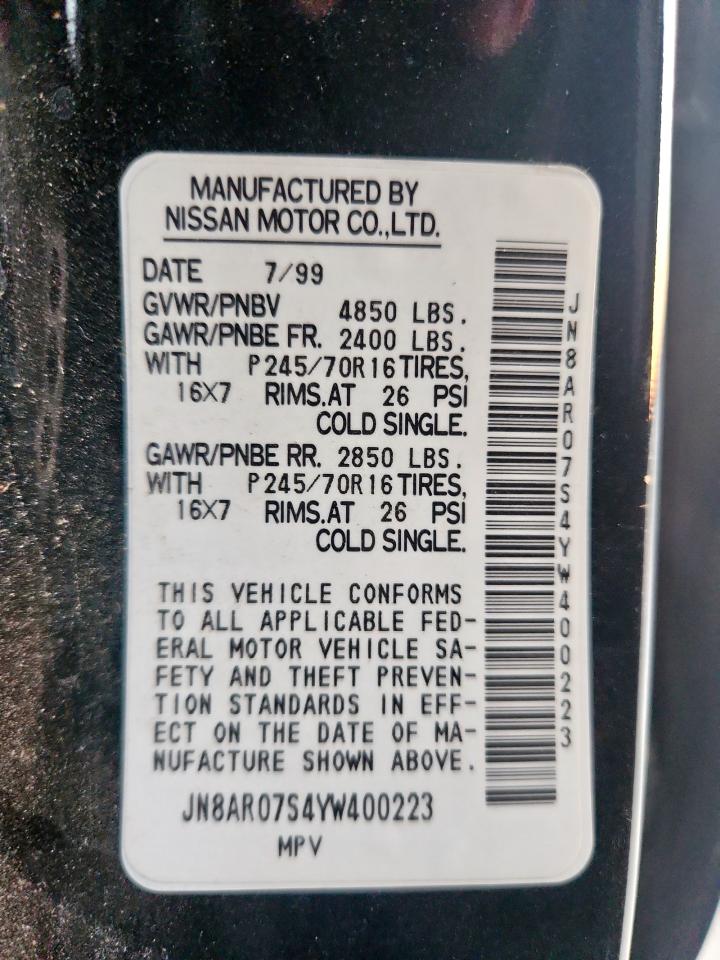 MANUFACTURED BY
NISSAN MOTOR CO.,LTD.
DATE 7/99
GVWR/PNBV 4850 LBS.
GAWR/PNBE FR. 2400 LBS.
WITH P245/70R16 TIRES,
16X7 RIMS.AT 26 PSI
COLD SINGLE.
GAWR/PNBE RR. 2850 LBS.
WITH P245/70R16 TIRES,
16X7 RIMS.AT 26 PSI
COLD SINGLE.
THIS VEHICLE CONFORMS
TO ALL APPLICABLE FED-
ERAL MOTOR VEHICLE SA-
FETY AND THEFT PREVEN-
TION STANDARDS IN EFF-
ECT ON THE DATE OF MA-
NUFACTURE SHOWN ABOVE.
JN8AR07S4YW400223
MPV
JN8AR07S4YW400223